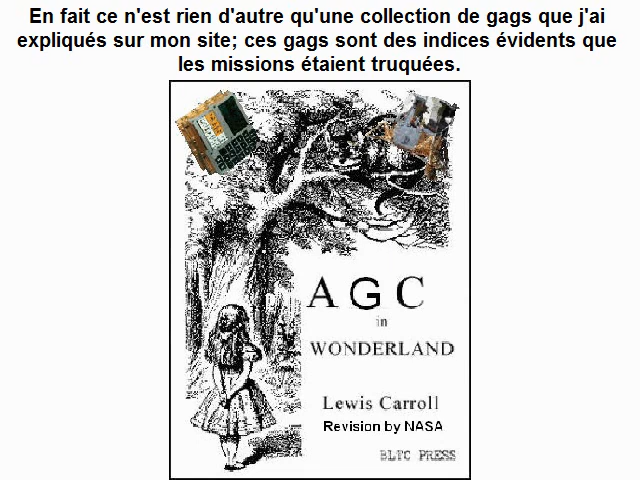 En fait ce n'est rien d'autre qu'une collection de gags que j'ai
expliqués sur mon site; ces gags sont des indices évidents que
les missions étaient truquées.
A G C
in
WONDERLAND
Lewis Carroll
Revision by NASA
PRESS